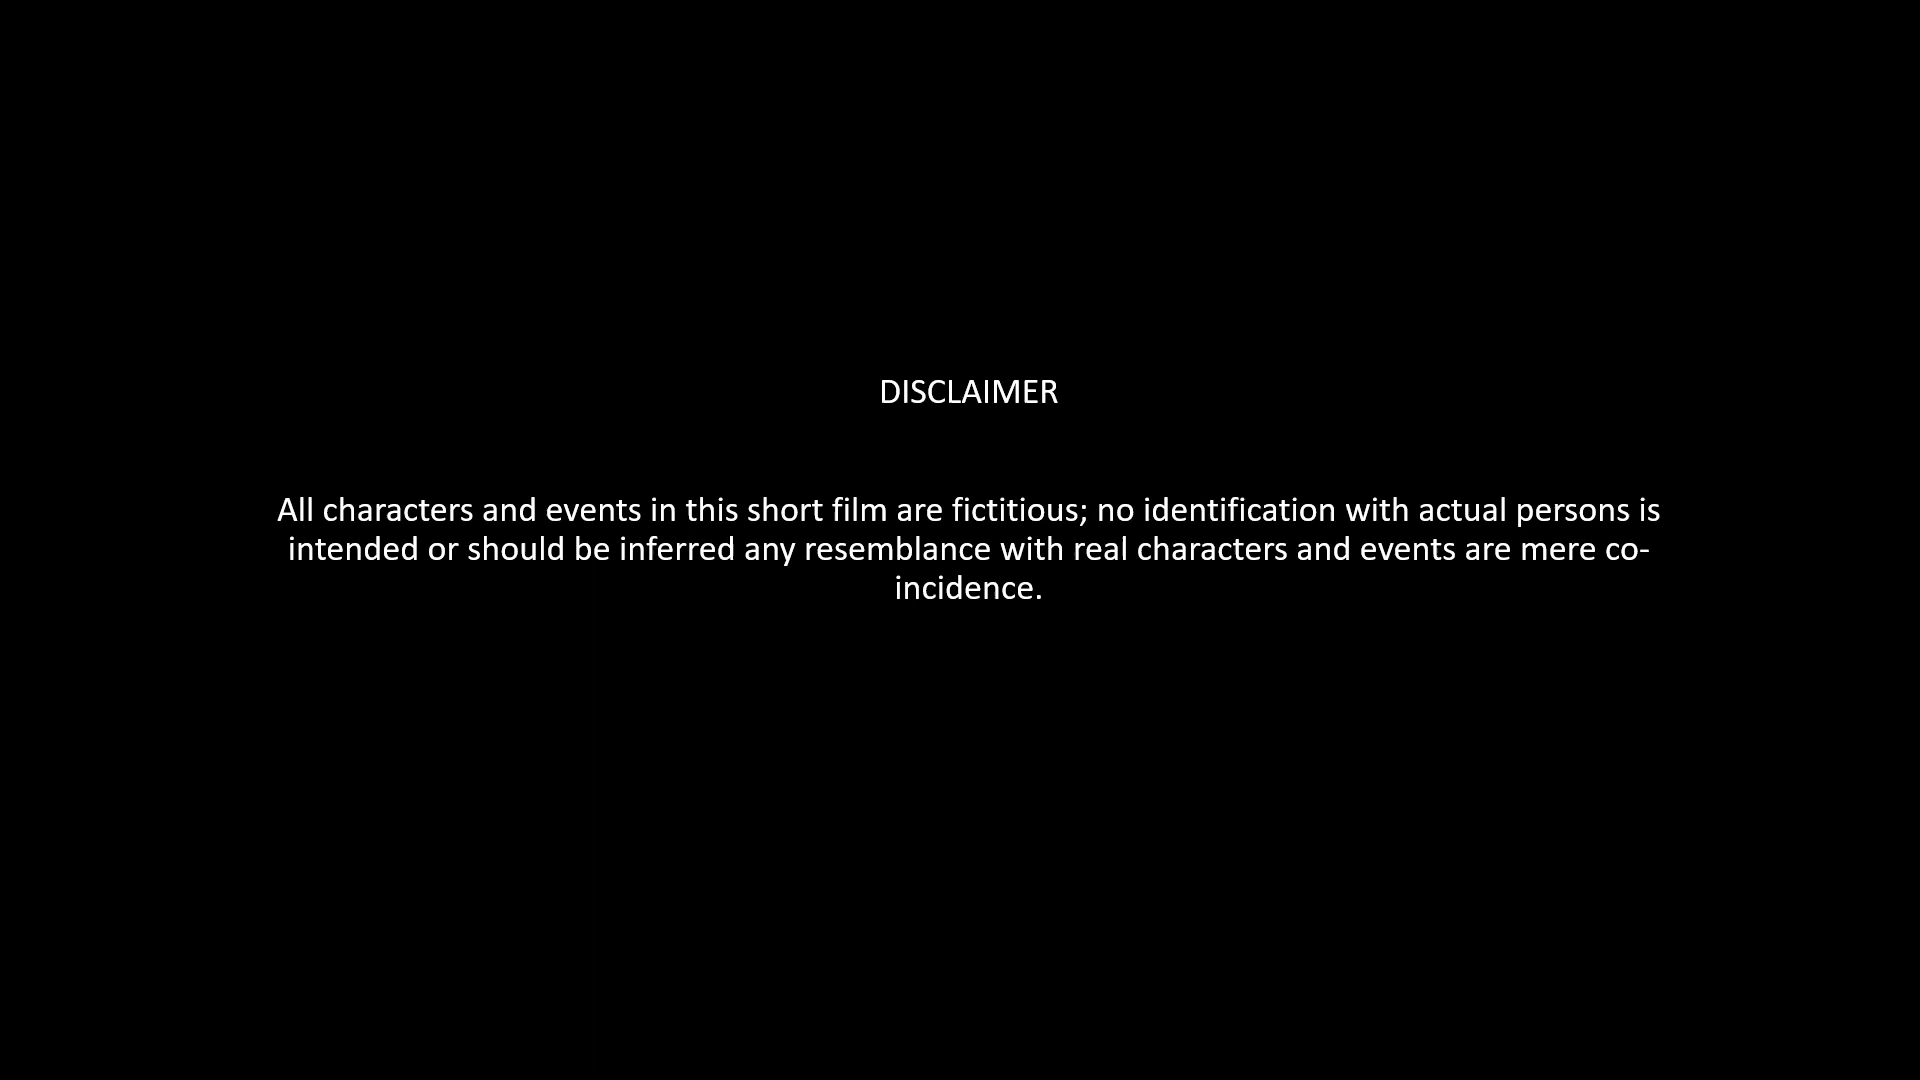 DISCLAIMER
All characters and events in this short film are fictitious; no identification with actual persons is
intended or should be inferred any resemblance with real characters and events are mere co-
incidence.